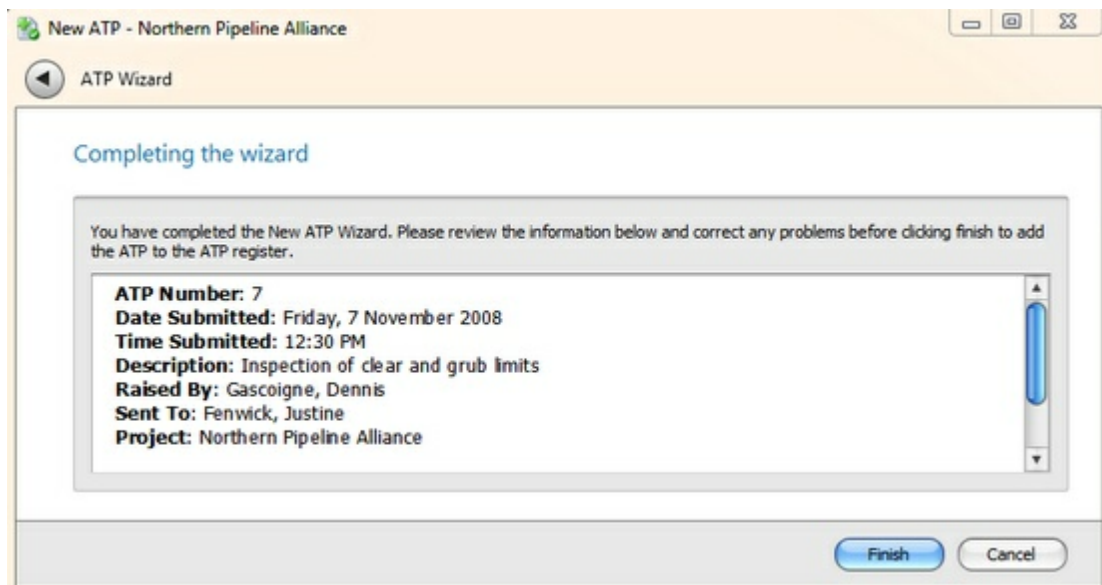 New ATP - Northern Pipeline Alliance
ATP Wizard
Completing the wizard
You have completed the New ATP Wizard. Please review the information below and correct any problems before clicking finish to add
the ATP to the ATP register.
ATP Number: 7
Date Submitted: Friday, 7 November 2008
Time Submitted: 12:30 PM
Description: Inspection of clear and grub limits
Raised By: Gascoigne, Dennis
Sent To: Fenwick, Justine
Project: Northern Pipeline Alliance
Finish Cancel